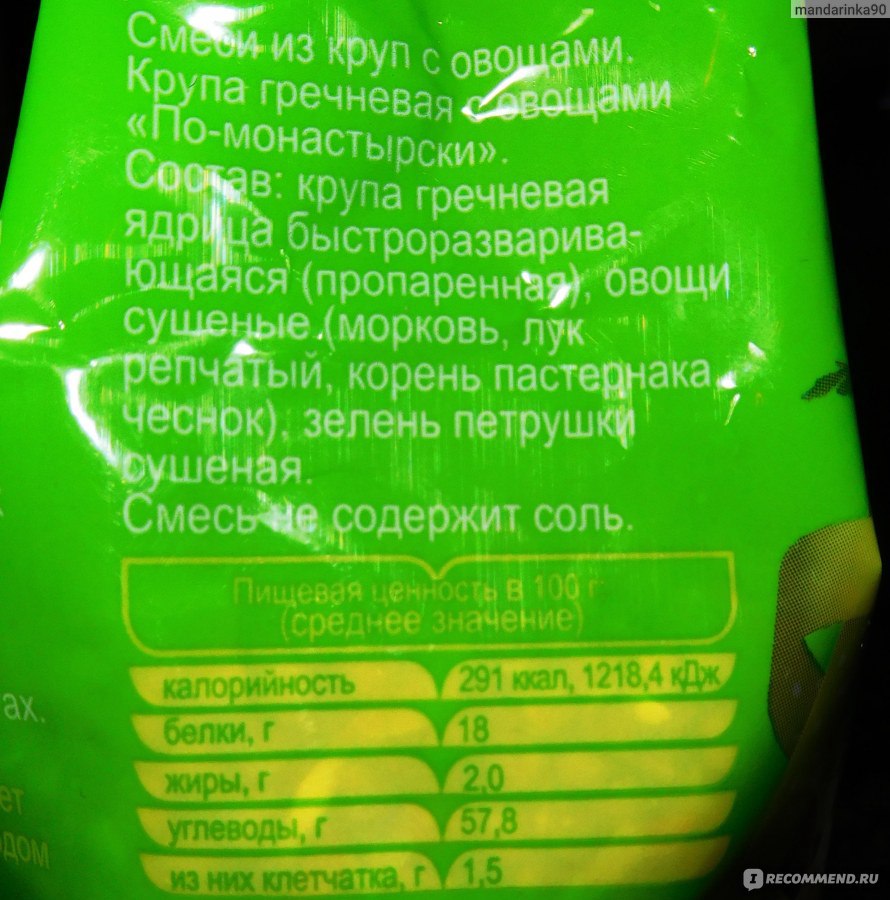 mandarinka90
Смеси из круп с овощами.
Крупа гречневая с овощами
«По-монастырски».
Состав: крупа гречневая
ядрица быстроразварива-
ющаяся (пропаренная), овощи
сушеные (морковь, лук
репчатый, корень пастернака,
чеснок), зелень петрушки
сушеная.
Смесь не содержит соль.
Пищевая ценность в 100 г
(среднее значение)
калорийность 291 ккал, 1218,4 кДж
белки, г 18
жиры, г 2,0
углеводы, г 57,8
из них клетчатка, г 1,5
ах.
ет
дом
I RECOMMEND.RU